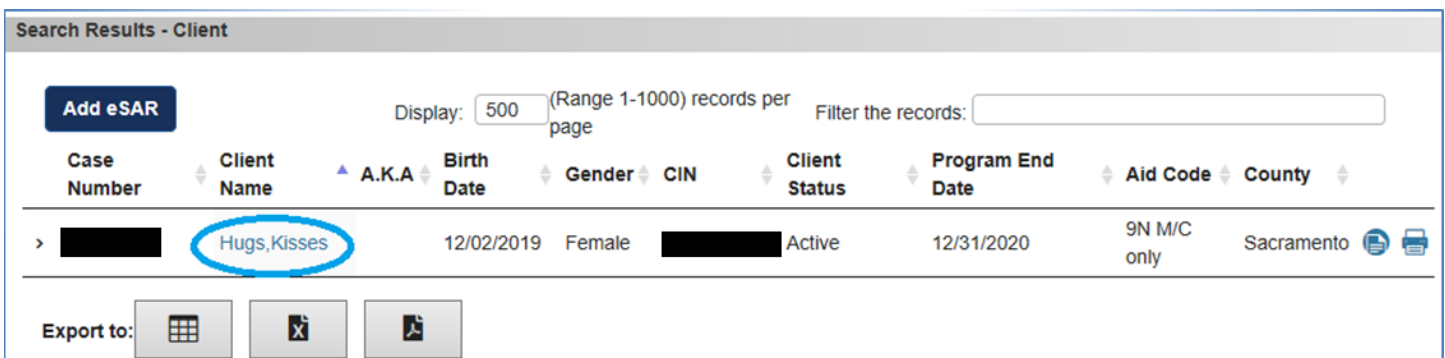 Search Results - Client
Add eSAR
Display: 500 (Range 1-1000) records per page
Filter the records:
Case Number Client Name A.K.A Birth Date Gender CIN Client Status Program End Date Aid Code County
Hugs,Kisses 12/02/2019 Female Active 12/31/2020 9N M/C only Sacramento
Export to: